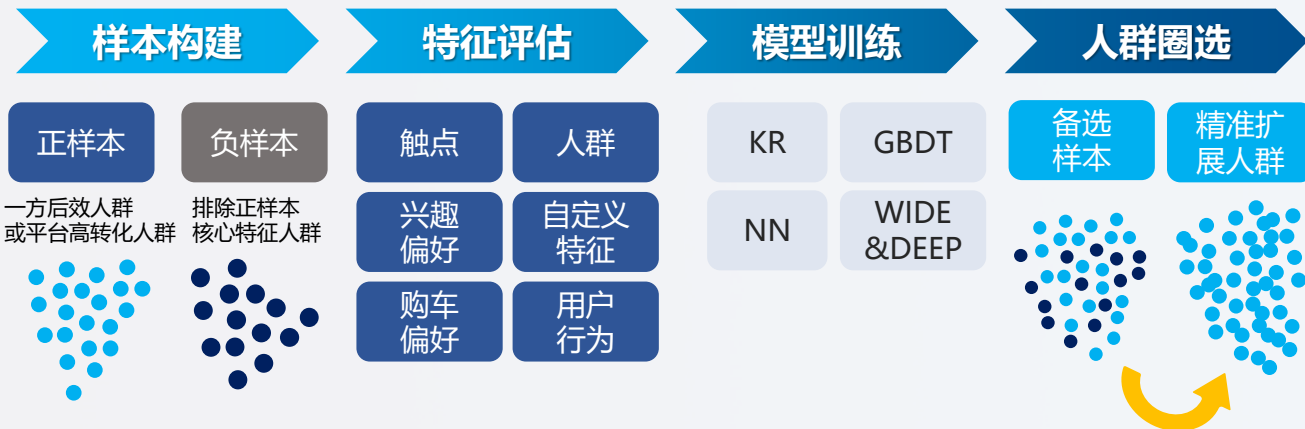 样本构建
特征评估
模型训练
人群圈选
正样本
负样本
一方后效人群
或平台高转化人群
排除正样本
核心特征人群
触点
人群
兴趣
偏好
自定义
特征
购车
偏好
用户
行为
KR
GBDT
NN
WIDE
&DEEP
备选
样本
精准扩
展人群